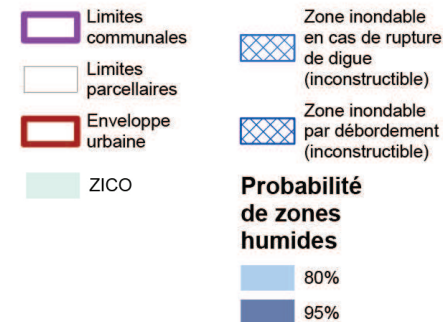 Limites
communales
Limites
parcellaires
Enveloppe
urbaine
ZICO
Zone inondable
en cas de rupture
de digue
(inconstructible)
Zone inondable
par débordement
(inconstructible)
Probabilité
de zones
humides
80%
95%